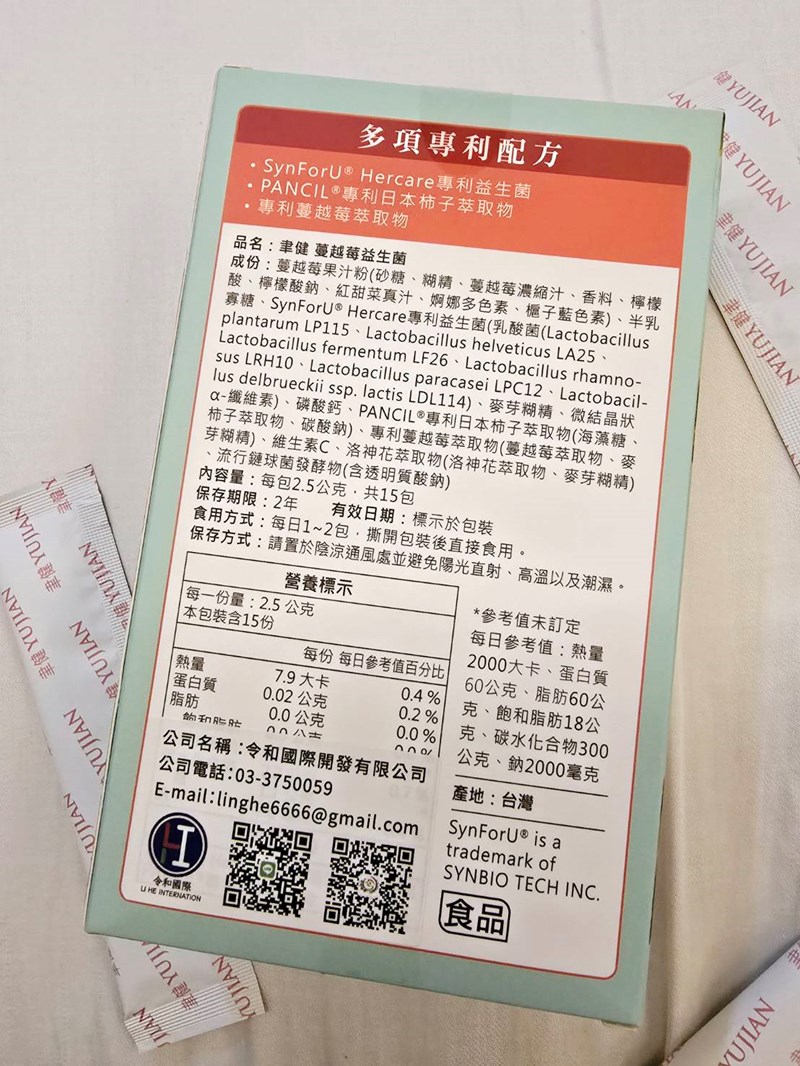 多項專利配方
・SynForU® Hercare專利益生菌
・PANCIL®專利日本柿子萃取物
・專利蔓越莓萃取物
品名：聿健 蔓越莓益生菌
成份：蔓越莓果汁粉(砂糖、糊精、蔓越莓濃縮汁、香料、檸檬
酸、檸檬酸鈉、紅甜菜真汁、婀娜多色素、梔子藍色素)、半乳
寡糖、SynForU® Hercare專利益生菌(乳酸菌(Lactobacillus
plantarum LP115、Lactobacillus helveticus LA25、
Lactobacillus fermentum LF26、Lactobacillus rhamno-
sus LRH10、Lactobacillus paracasei LPC12、Lactobacil-
lus delbrueckii ssp. lactis LDL114)、麥芽糊精、微結晶狀
α-纖維素)、磷酸鈣、PANCIL®專利日本柿子萃取物(海藻糖、
柿子萃取物、碳酸鈉)、專利蔓越莓萃取物(蔓越莓萃取物、麥
芽糊精)、維生素C、洛神花萃取物(洛神花萃取物、麥芽糊精)
、流行鏈球菌發酵物(含透明質酸鈉)
內容量：每包2.5公克，共15包
保存期限：2年 有效日期：標示於包裝
食用方式：每日1~2包，撕開包裝後直接食用。
保存方式：請置於陰涼通風處並避免陽光直射、高溫以及潮濕。
營養標示
每一份量：2.5 公克
本包裝含15份
每份 每日參考值百分比
熱量 7.9 大卡 0.4 %
蛋白質 0.02 公克 0.2 %
脂肪 0.0 公克 0.0 %
飽和脂肪 0.0 公克 0.0 %
*參考值未訂定
每日參考值：熱量
2000大卡、蛋白質
60公克、脂肪60公
克、飽和脂肪18公
克、碳水化合物300
公克、鈉2000毫克
產地：台灣
SynForU® is a
trademark of
SYNBIO TECH INC.
食品
公司名稱：令和國際開發有限公司
公司電話：03-3750059
E-mail：linghe6666@gmail.com
令和國際
LI HE INTERNATION
聿健 YUJIAN
聿健 YUJIAN
聿健 YUJIAN
聿健 YUJIAN
聿健 YUJIAN
聿健 YUJIAN
聿健 YUJIAN
YUJIAN
YUJIAN
YUJIAN